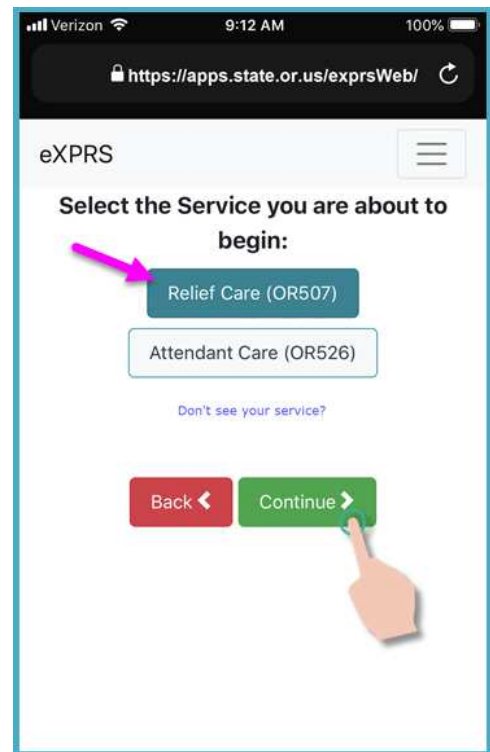 Verizon 9:12 AM 100%
https://apps.state.or.us/exprsWeb/
eXPRS
Select the Service you are about to
begin:
Relief Care (OR507)
Attendant Care (OR526)
Don't see your service?
Back Continue